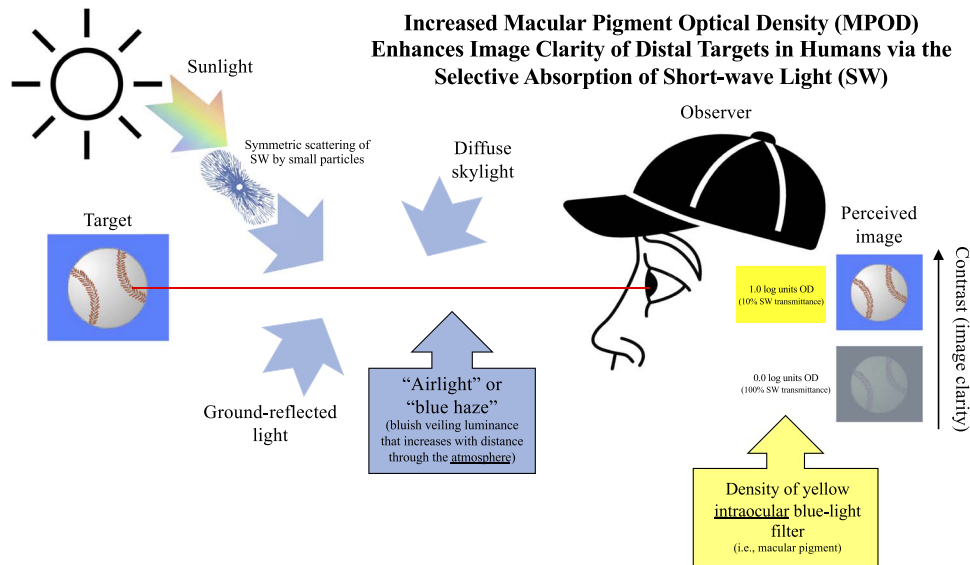 Increased Macular Pigment Optical Density (MPOD)
Enhances Image Clarity of Distal Targets in Humans via the
Selective Absorption of Short-wave Light (SW)
Sunlight
Observer
Symmetric scattering of
SW by small particles
Diffuse
skylight
Target
Perceived
image
Contrast (image clarity)
1.0 log units OD
(10% SW transmittance)
0.0 log units OD
(100% SW transmittance)
Ground-reflected
light
“Airlight” or
“blue haze”
(bluish veiling luminance
that increases with distance
through the atmosphere)
Density of yellow
intraocular blue-light
filter
(i.e., macular pigment)